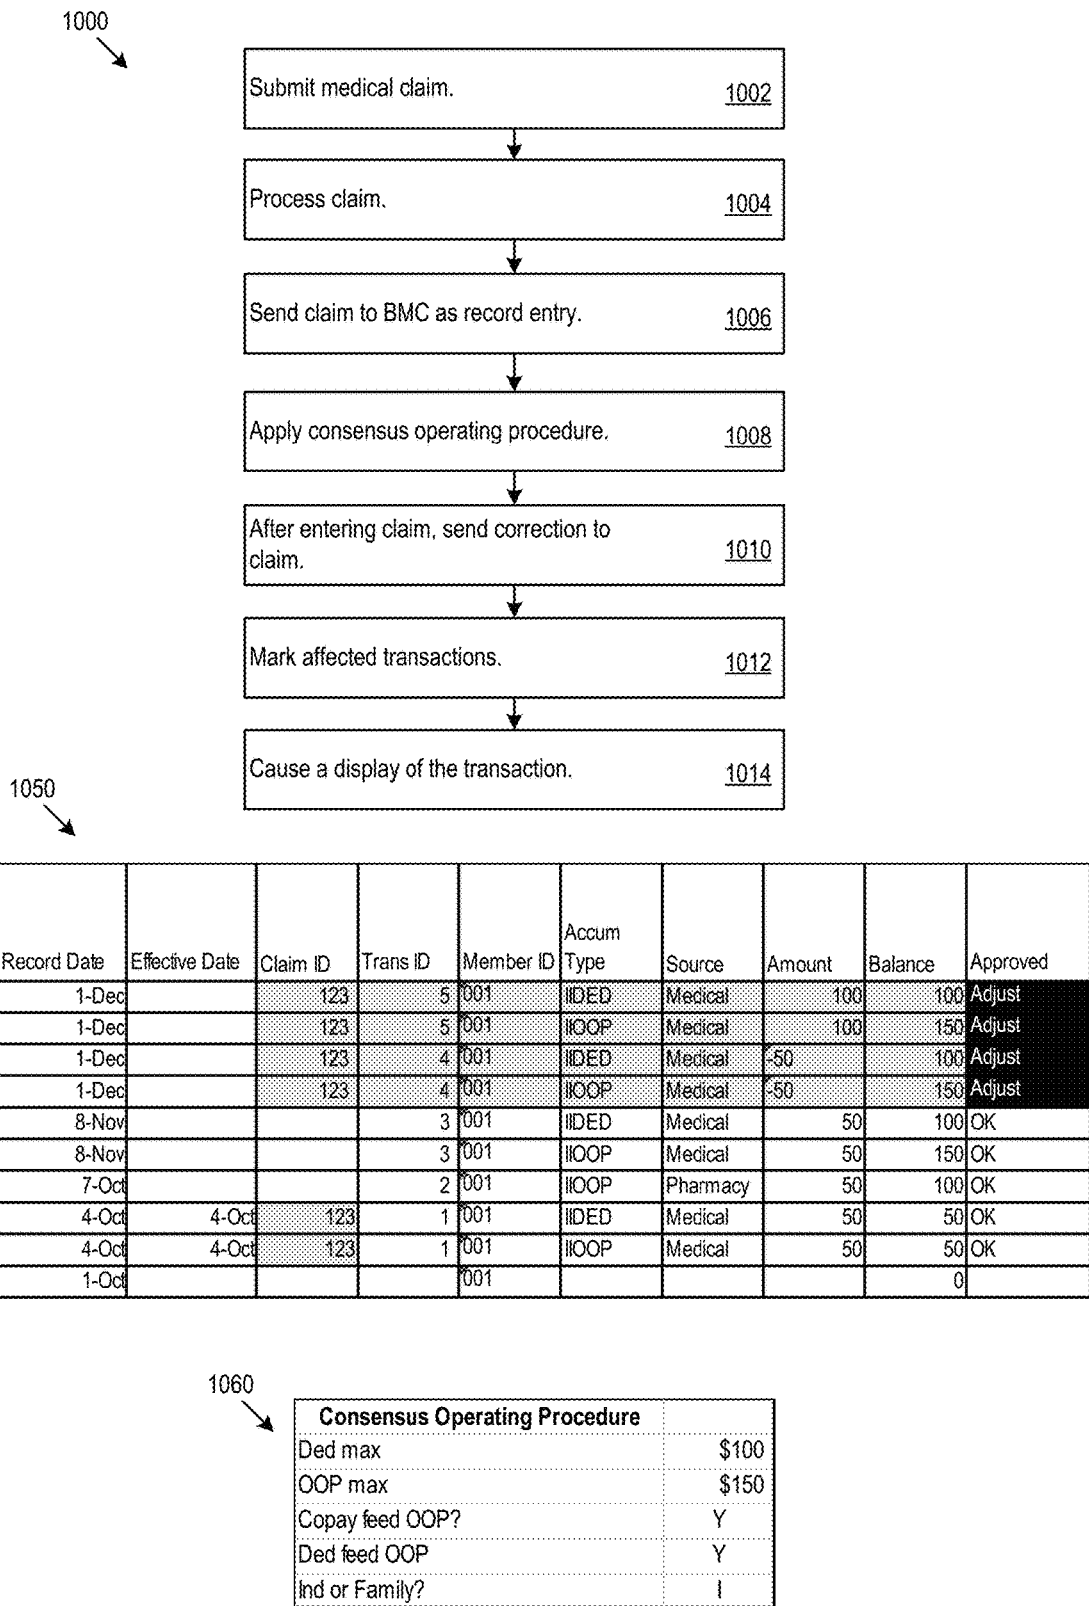 1000
Submit medical claim. 1002
Process claim. 1004
Send claim to BMC as record entry. 1006
Apply consensus operating procedure. 1008
After entering claim, send correction to
claim. 1010
Mark affected transactions. 1012
Cause a display of the transaction. 1014
1050
Record Date Effective Date Claim ID Trans ID Member ID Accum Type Source Amount Balance Approved
1-Dec 123 5 001 IIDED Medical 100 100 Adjust
1-Dec 123 5 001 IIOOP Medical 100 150 Adjust
1-Dec 123 4 001 IIDED Medical -50 100 Adjust
1-Dec 123 4 001 IIOOP Medical -50 150 Adjust
8-Nov 3 001 IIDED Medical 50 100 OK
8-Nov 3 001 IIOOP Medical 50 150 OK
7-Oct 2 001 IIOOP Pharmacy 50 100 OK
4-Oct 4-Oct 123 1 001 IIDED Medical 50 50 OK
4-Oct 4-Oct 123 1 001 IIOOP Medical 50 50 OK
1-Oct 001 0
1060
Consensus Operating Procedure
Ded max $100
OOP max $150
Copay feed OOP? Y
Ded feed OOP Y
Ind or Family? I